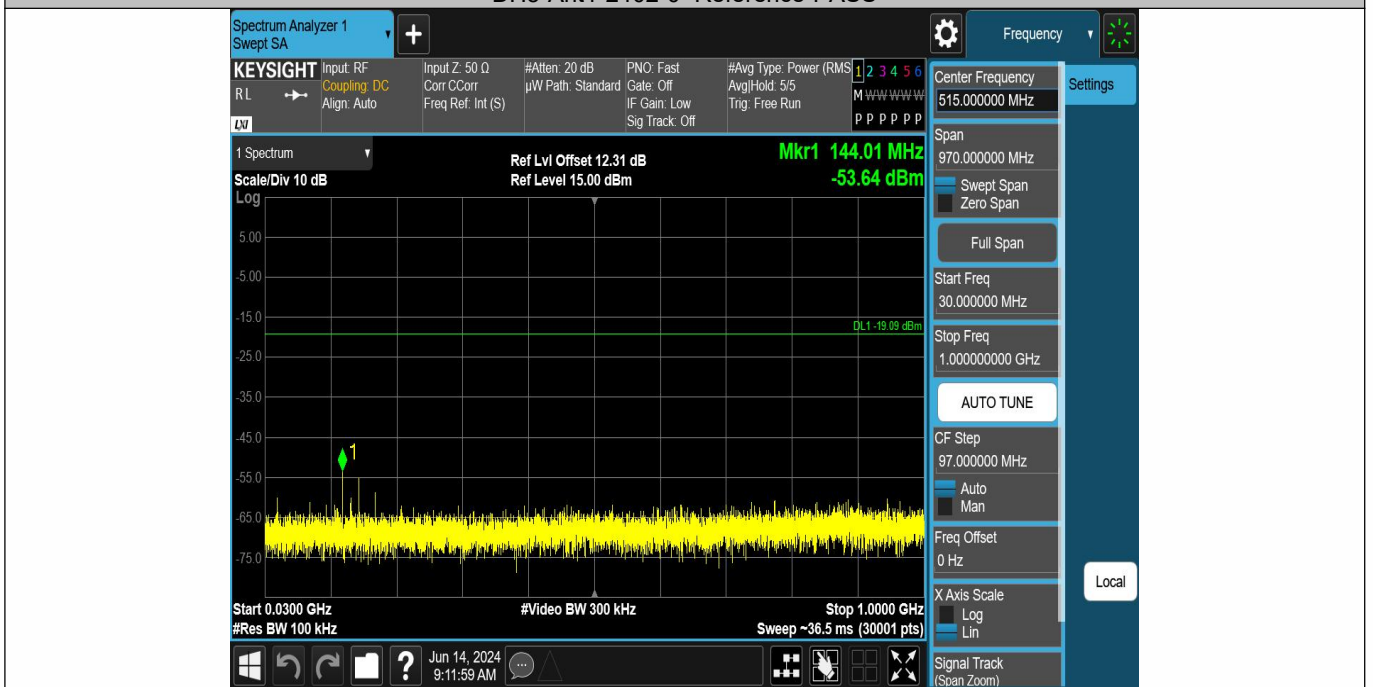 Spectrum Analyzer 1
Swept SA
Frequency
KEYSIGHT
R L
LXI
Input: RF
Coupling: DC
Align: Auto
Input Z: 50 Ω
Corr CCorr
Freq Ref: Int (S)
#Atten: 20 dB
µW Path: Standard
PNO: Fast
Gate: Off
IF Gain: Low
Sig Track: Off
#Avg Type: Power (RMS
Avg|Hold: 5/5
Trig: Free Run
1 2 3 4 5 6
M W W W W W
P P P P P P
1 Spectrum
Scale/Div 10 dB
Log
Ref Lvl Offset 12.31 dB
Ref Level 15.00 dBm
Mkr1 144.01 MHz
-53.64 dBm
5.00
-5.00
-15.0
DL1 -19.09 dBm
-25.0
-35.0
-45.0
1
-55.0
-65.0
-75.0
Start 0.0300 GHz
#Res BW 100 kHz
#Video BW 300 kHz
Stop 1.0000 GHz
Sweep ~36.5 ms (30001 pts)
Jun 14, 2024
9:11:59 AM
Center Frequency
515.000000 MHz
Settings
Span
970.000000 MHz
Swept Span
Zero Span
Full Span
Start Freq
30.000000 MHz
Stop Freq
1.000000000 GHz
AUTO TUNE
CF Step
97.000000 MHz
Auto
Man
Freq Offset
0 Hz
Local
X Axis Scale
Log
Lin
Signal Track
(Span Zoom)